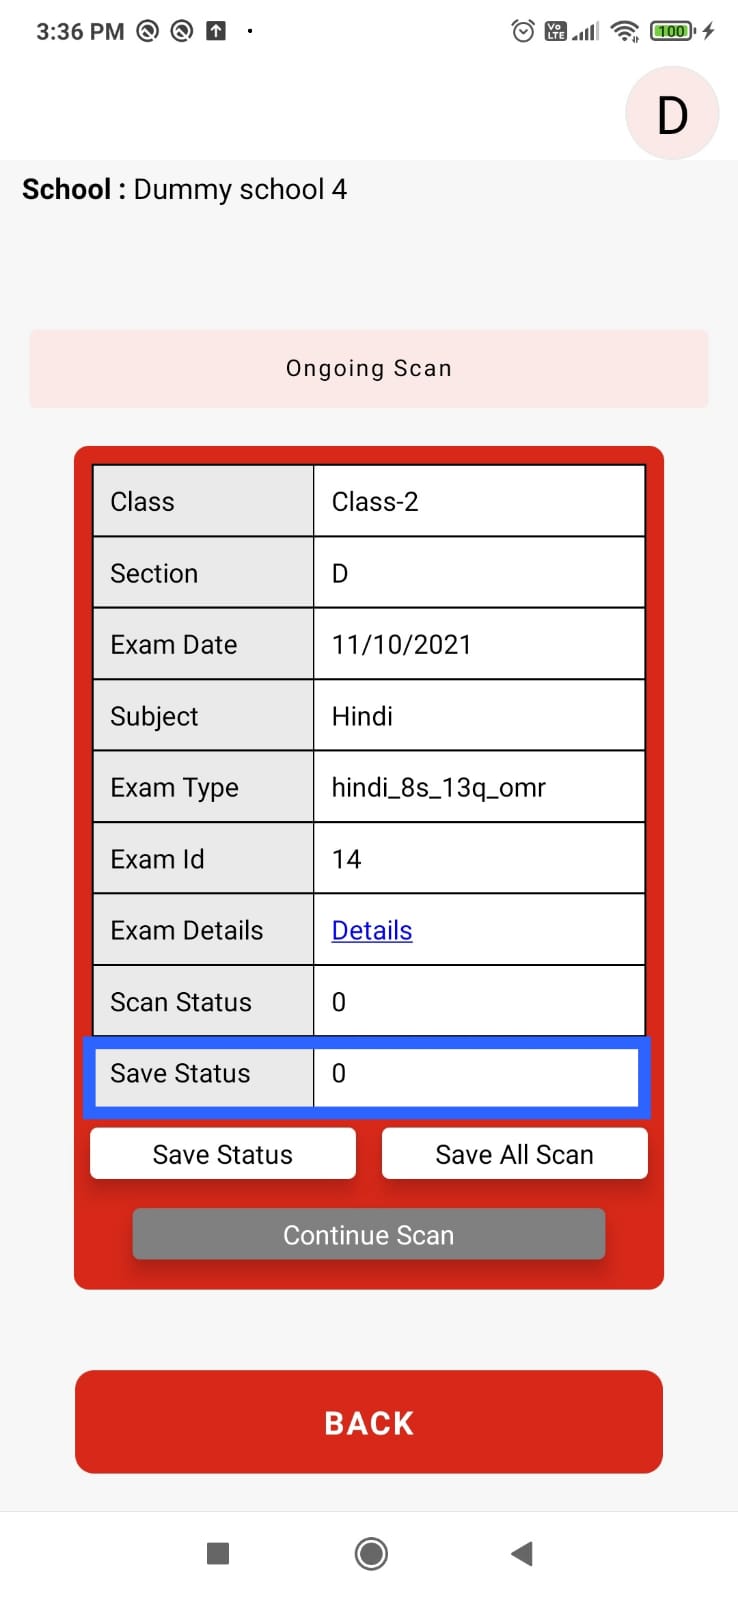 3:36 PM
Vo LTE
100
D
School : Dummy school 4
Ongoing Scan
Class Class-2
Section D
Exam Date 11/10/2021
Subject Hindi
Exam Type hindi_8s_13q_omr
Exam Id 14
Exam Details Details
Scan Status 0
Save Status 0
Save Status Save All Scan
Continue Scan
BACK